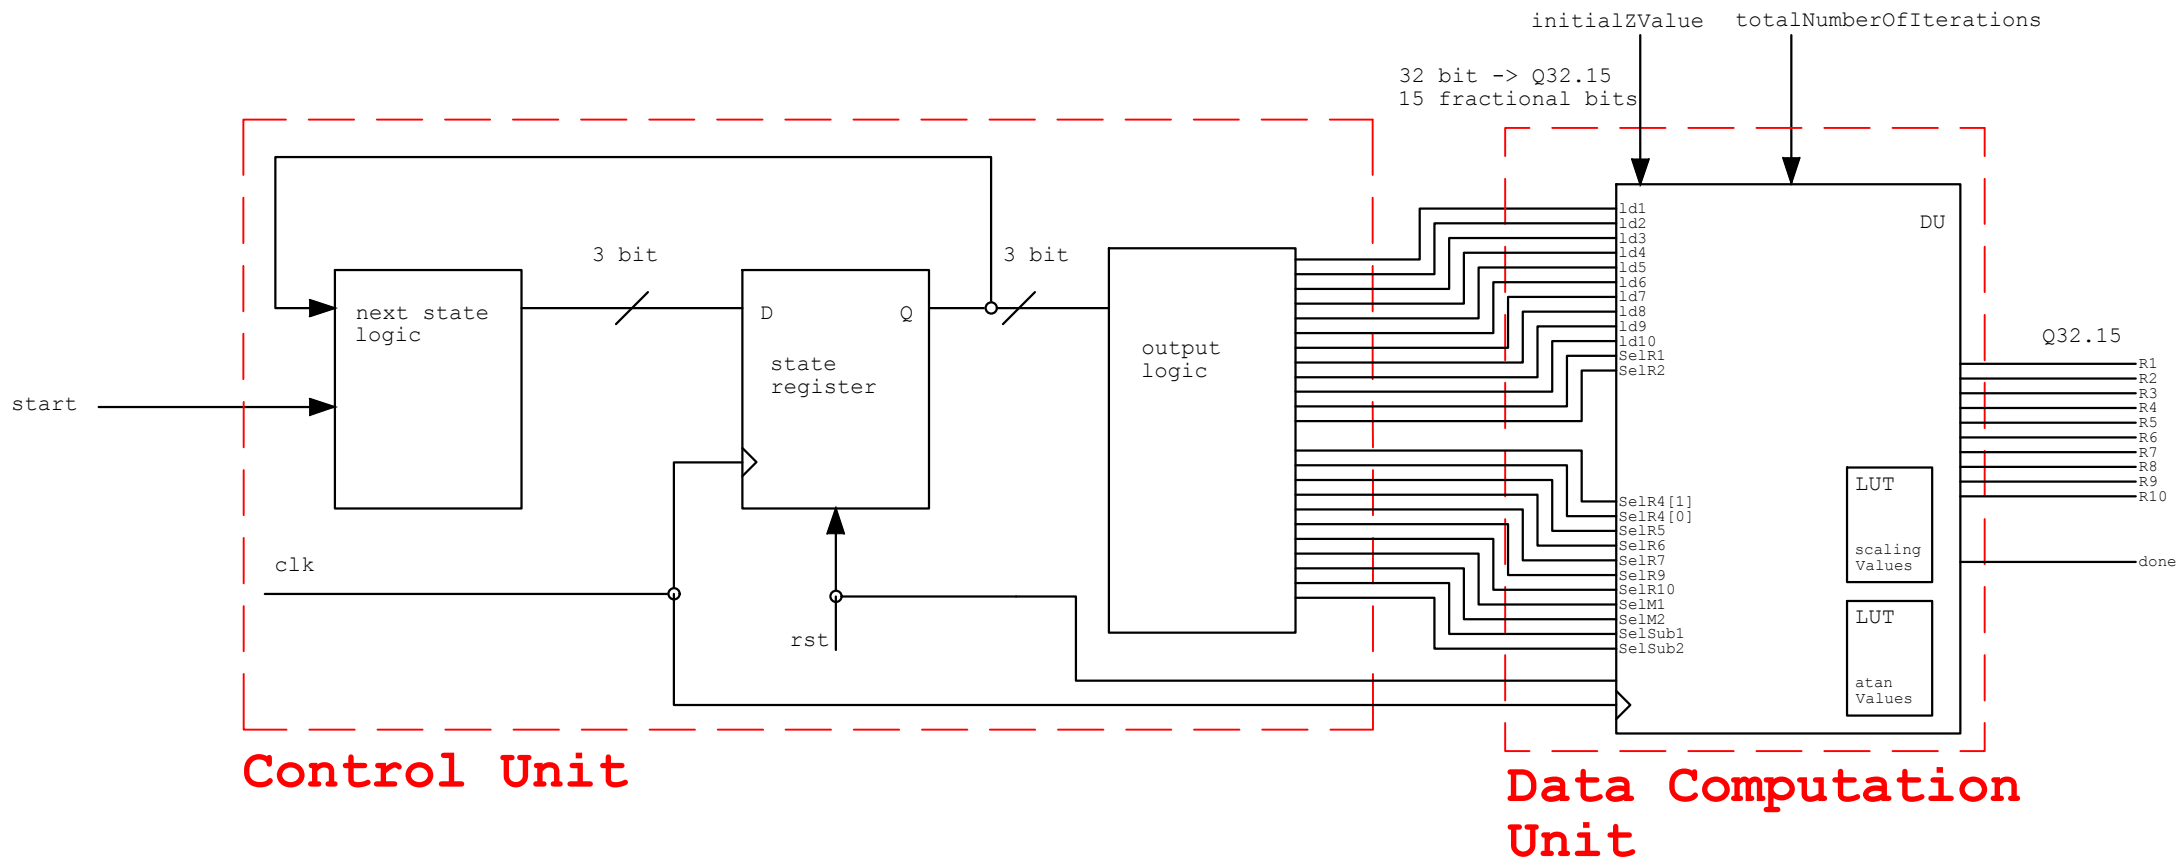 initialZValue
totalNumberOfIterations
32 bit -> Q32.15
15 fractional bits
3 bit
3 bit
next state
logic
D
Q
state
register
output
logic
start
clk
rst
ld1
ld2
ld3
ld4
ld5
ld6
ld7
ld8
ld9
ld10
SelR1
SelR2
SelR4[1]
SelR4[0]
SelR5
SelR6
SelR7
SelR9
SelR10
SelM1
SelM2
SelSub1
SelSub2
DU
LUT
scaling
Values
LUT
atan
Values
Q32.15
R1
R2
R3
R4
R5
R6
R7
R8
R9
R10
done
Control Unit
Data Computation
Unit